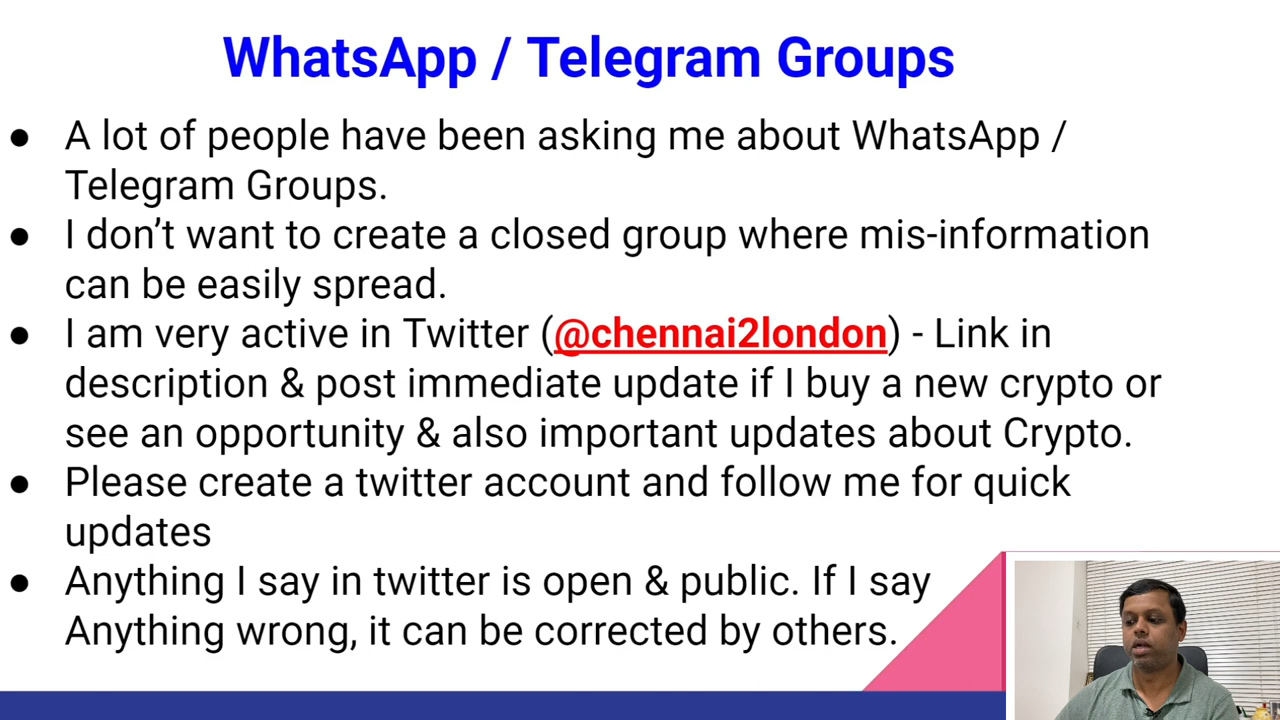 WhatsApp / Telegram Groups
● A lot of people have been asking me about WhatsApp /
Telegram Groups.
● I don’t want to create a closed group where mis-information
can be easily spread.
● I am very active in Twitter (@chennai2london) - Link in
description & post immediate update if I buy a new crypto or
see an opportunity & also important updates about Crypto.
● Please create a twitter account and follow me for quick
updates
● Anything I say in twitter is open & public. If I say
Anything wrong, it can be corrected by others.